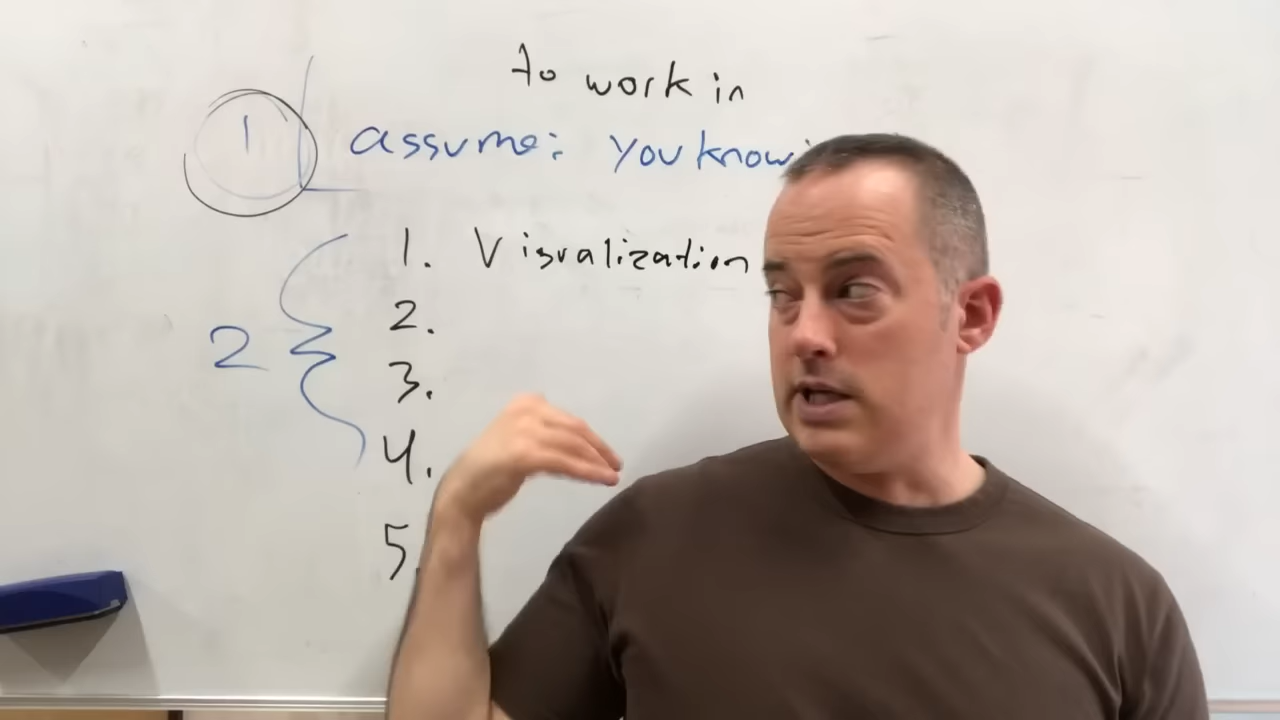 to work in
1 assume: you know
1. Visualization
2.
2 3.
4.
5.